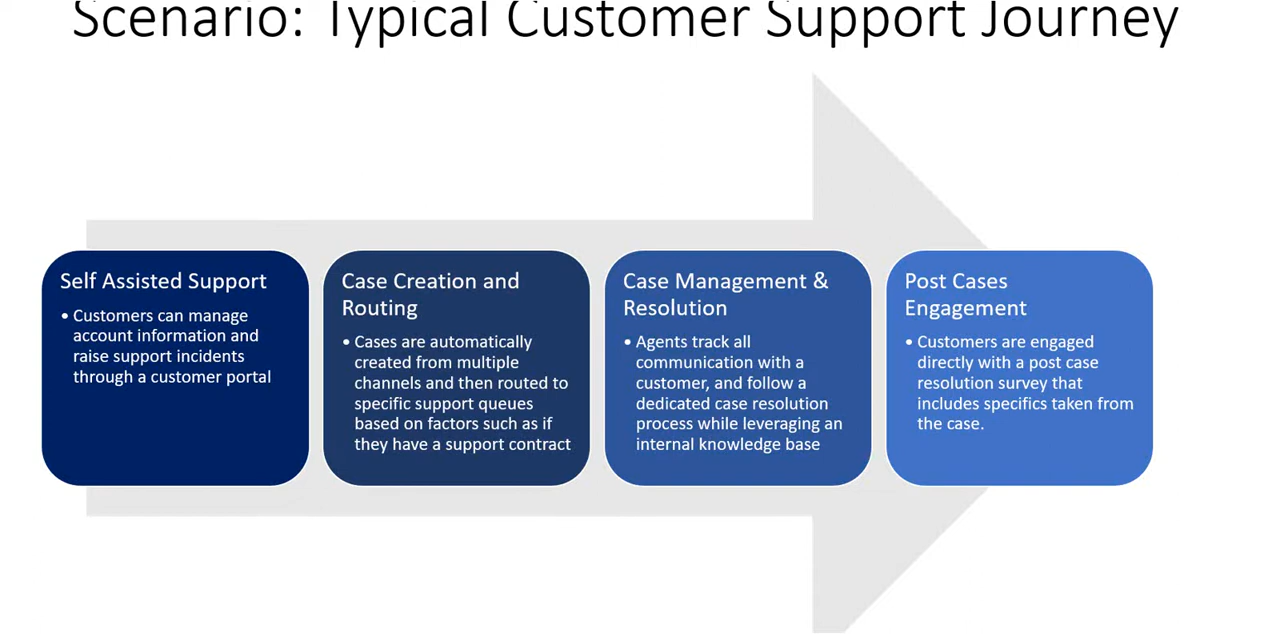 Scenario: Typical Customer Support Journey
Self Assisted Support
• Customers can manage
account information and
raise support incidents
through a customer portal
Case Creation and
Routing
• Cases are automatically
created from multiple
channels and then routed to
specific support queues
based on factors such as if
they have a support contract
Case Management &
Resolution
• Agents track all
communication with a
customer, and follow a
dedicated case resolution
process while leveraging an
internal knowledge base
Post Cases
Engagement
• Customers are engaged
directly with a post case
resolution survey that
includes specifics taken from
the case.